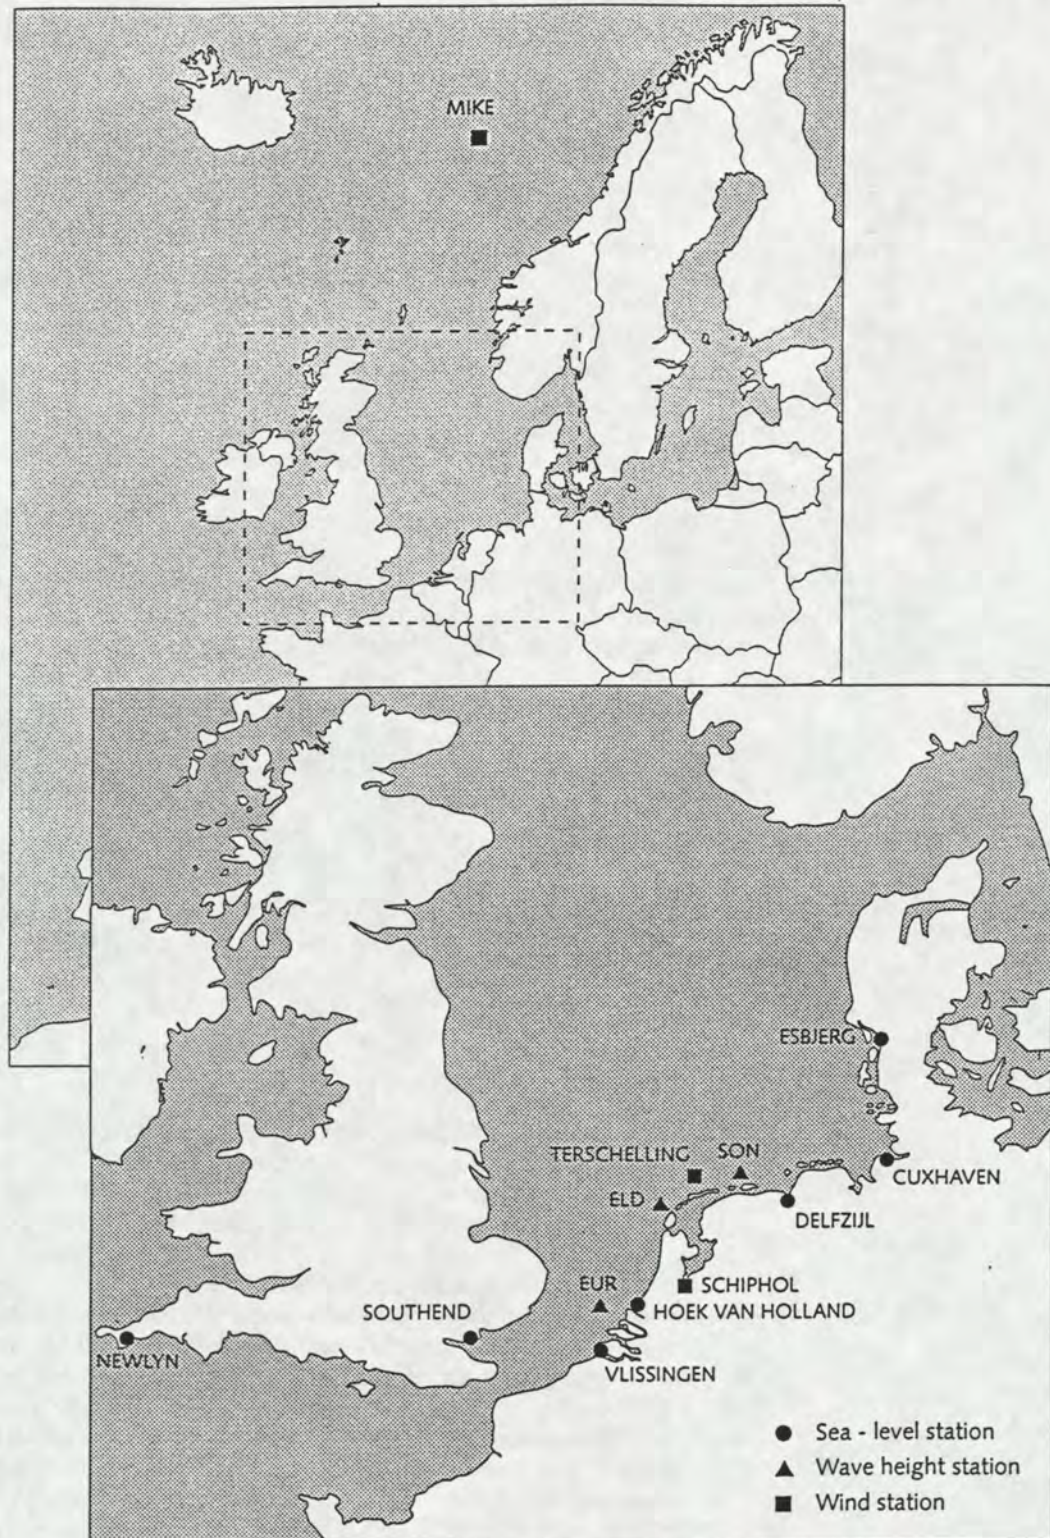 MIKE
ESBJERG
TERSCHELLING
SON
CUXHAVEN
ELD
DELFZIJL
EUR
SCHIPHOL
SOUTHEND
HOEK VAN HOLLAND
NEWLYN
VLISSINGEN
Sea - level station
Wave height station
Wind station